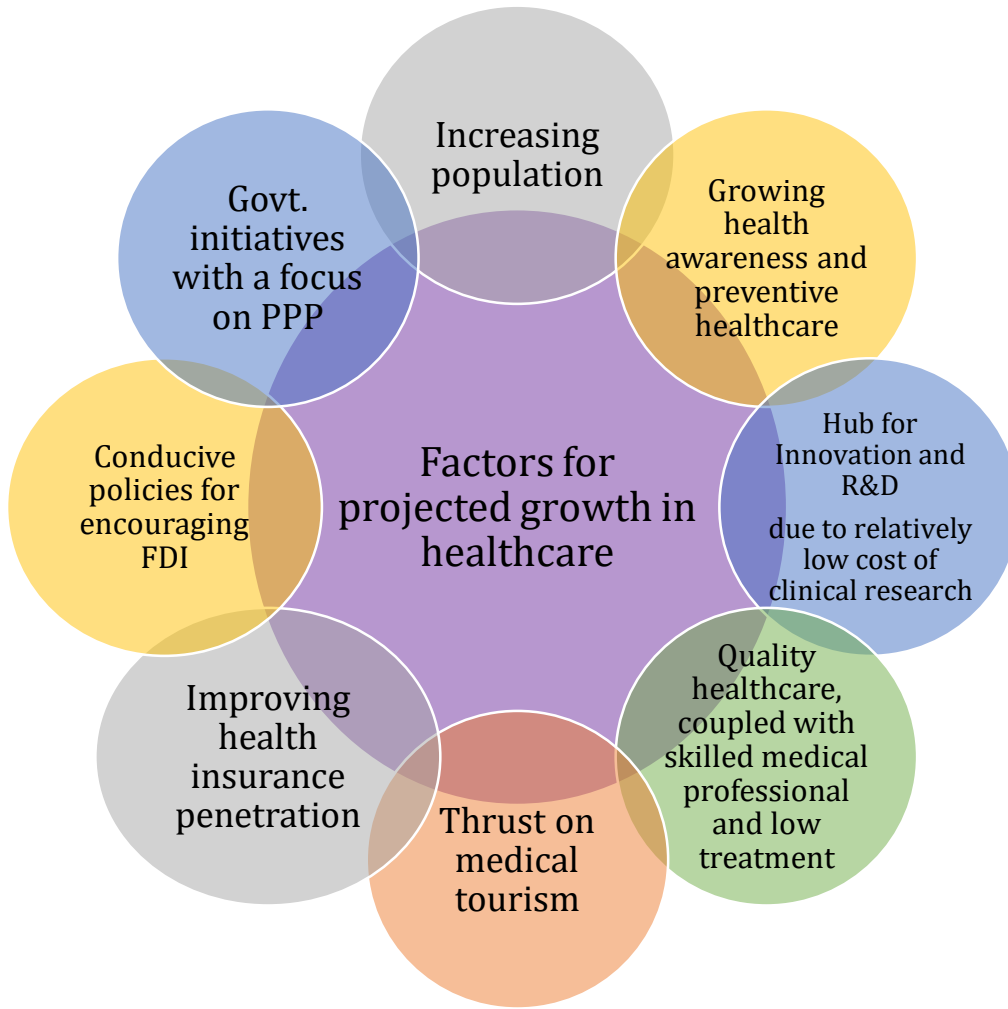 Increasing
population
Growing
health
awareness and
preventive
healthcare
Hub for
Innovation and
R&D
due to relatively
low cost of
clinical research
Quality
healthcare,
coupled with
skilled medical
professional
and low
treatment
Thrust on
medical
tourism
Improving
health
insurance
penetration
Conducive
policies for
encouraging
FDI
Govt.
initiatives
with a focus
on PPP
Factors for
projected growth in
healthcare